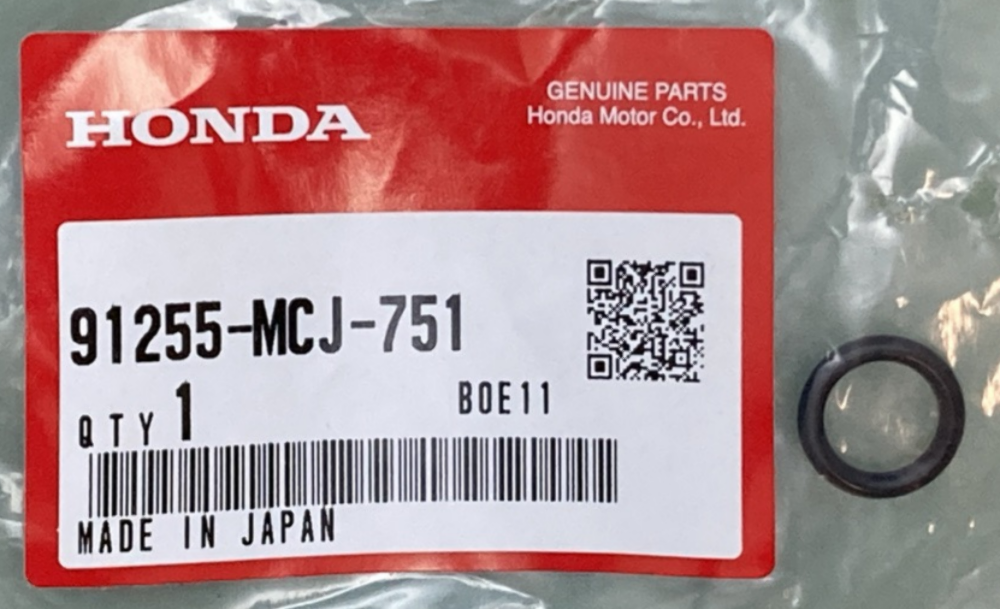 HONDA
GENUINE PARTS
Honda Motor Co., Ltd.
91255-MCJ-751
QTY 1
B0E11
MADE IN JAPAN